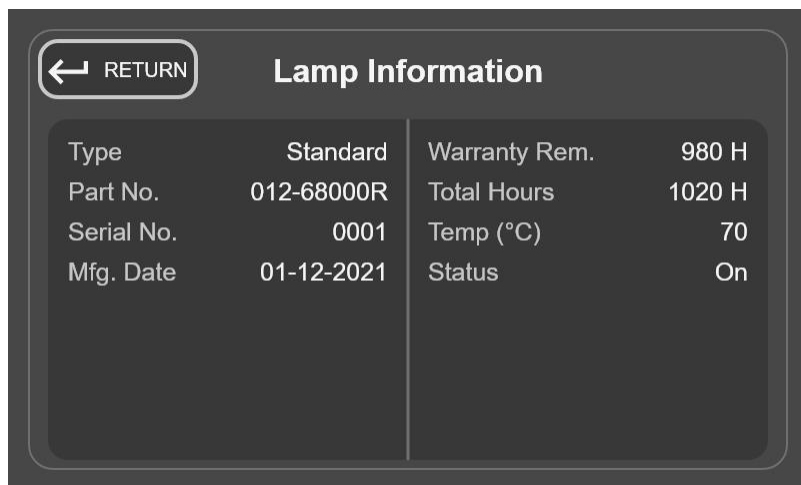 RETURN
Lamp Information
Type Standard
Part No. 012-68000R
Serial No. 0001
Mfg. Date 01-12-2021
Warranty Rem. 980 H
Total Hours 1020 H
Temp (°C) 70
Status On